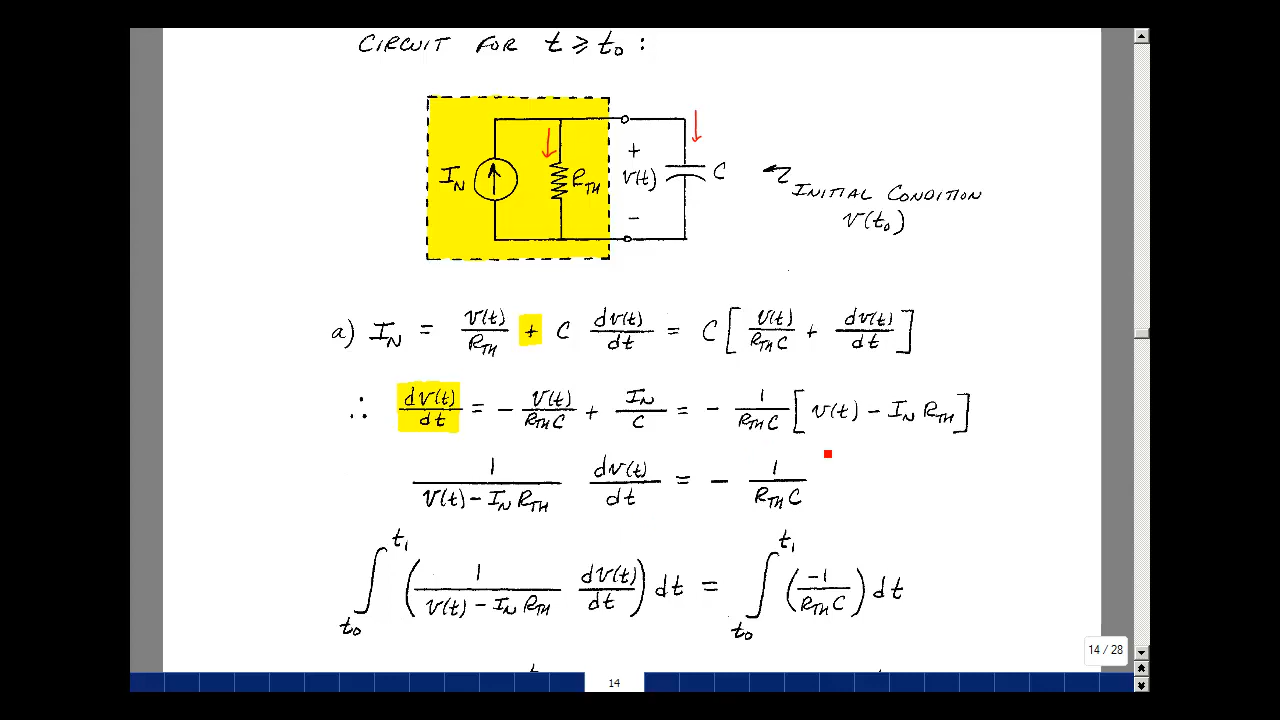 CIRCUIT FOR t ≥ t₀ :
I_N R_TH + v(t) − C
INITIAL CONDITION
v(t₀)
a) I_N = v(t)/R_TH + C dv(t)/dt = C [ v(t)/(R_TH C) + dv(t)/dt ]
∴ dv(t)/dt = − v(t)/(R_TH C) + I_N/C = − 1/(R_TH C) [ v(t) − I_N R_TH ]
1/(v(t) − I_N R_TH) dv(t)/dt = − 1/(R_TH C)
∫_{t₀}^{t₁} ( 1/(v(t) − I_N R_TH) dv(t)/dt ) dt = ∫_{t₀}^{t₁} ( −1/(R_TH C) ) dt
14 / 28
14